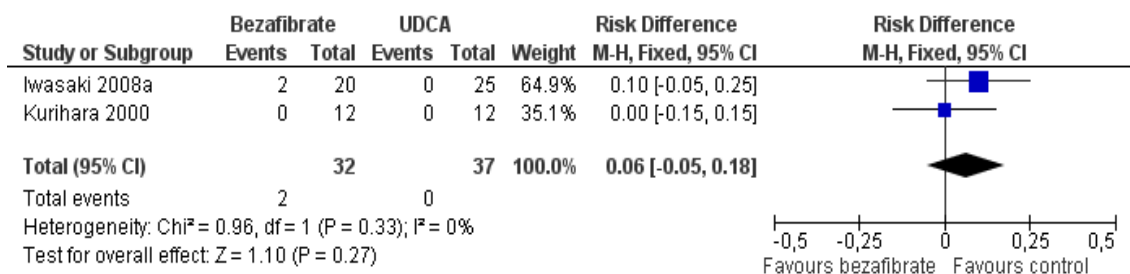 Bezafibrate UDCA Risk Difference Risk Difference
Study or Subgroup Events Total Events Total Weight M-H, Fixed, 95% CI M-H, Fixed, 95% CI
Iwasaki 2008a 2 20 0 25 64.9% 0.10 [-0.05, 0.25]
Kurihara 2000 0 12 0 12 35.1% 0.00 [-0.15, 0.15]
Total (95% CI) 32 37 100.0% 0.06 [-0.05, 0.18]
Total events 2 0
Heterogeneity: Chi² = 0.96, df = 1 (P = 0.33); I² = 0%
Test for overall effect: Z = 1.10 (P = 0.27)
-0,5 -0,25 0 0,25 0,5
Favours bezafibrate Favours control